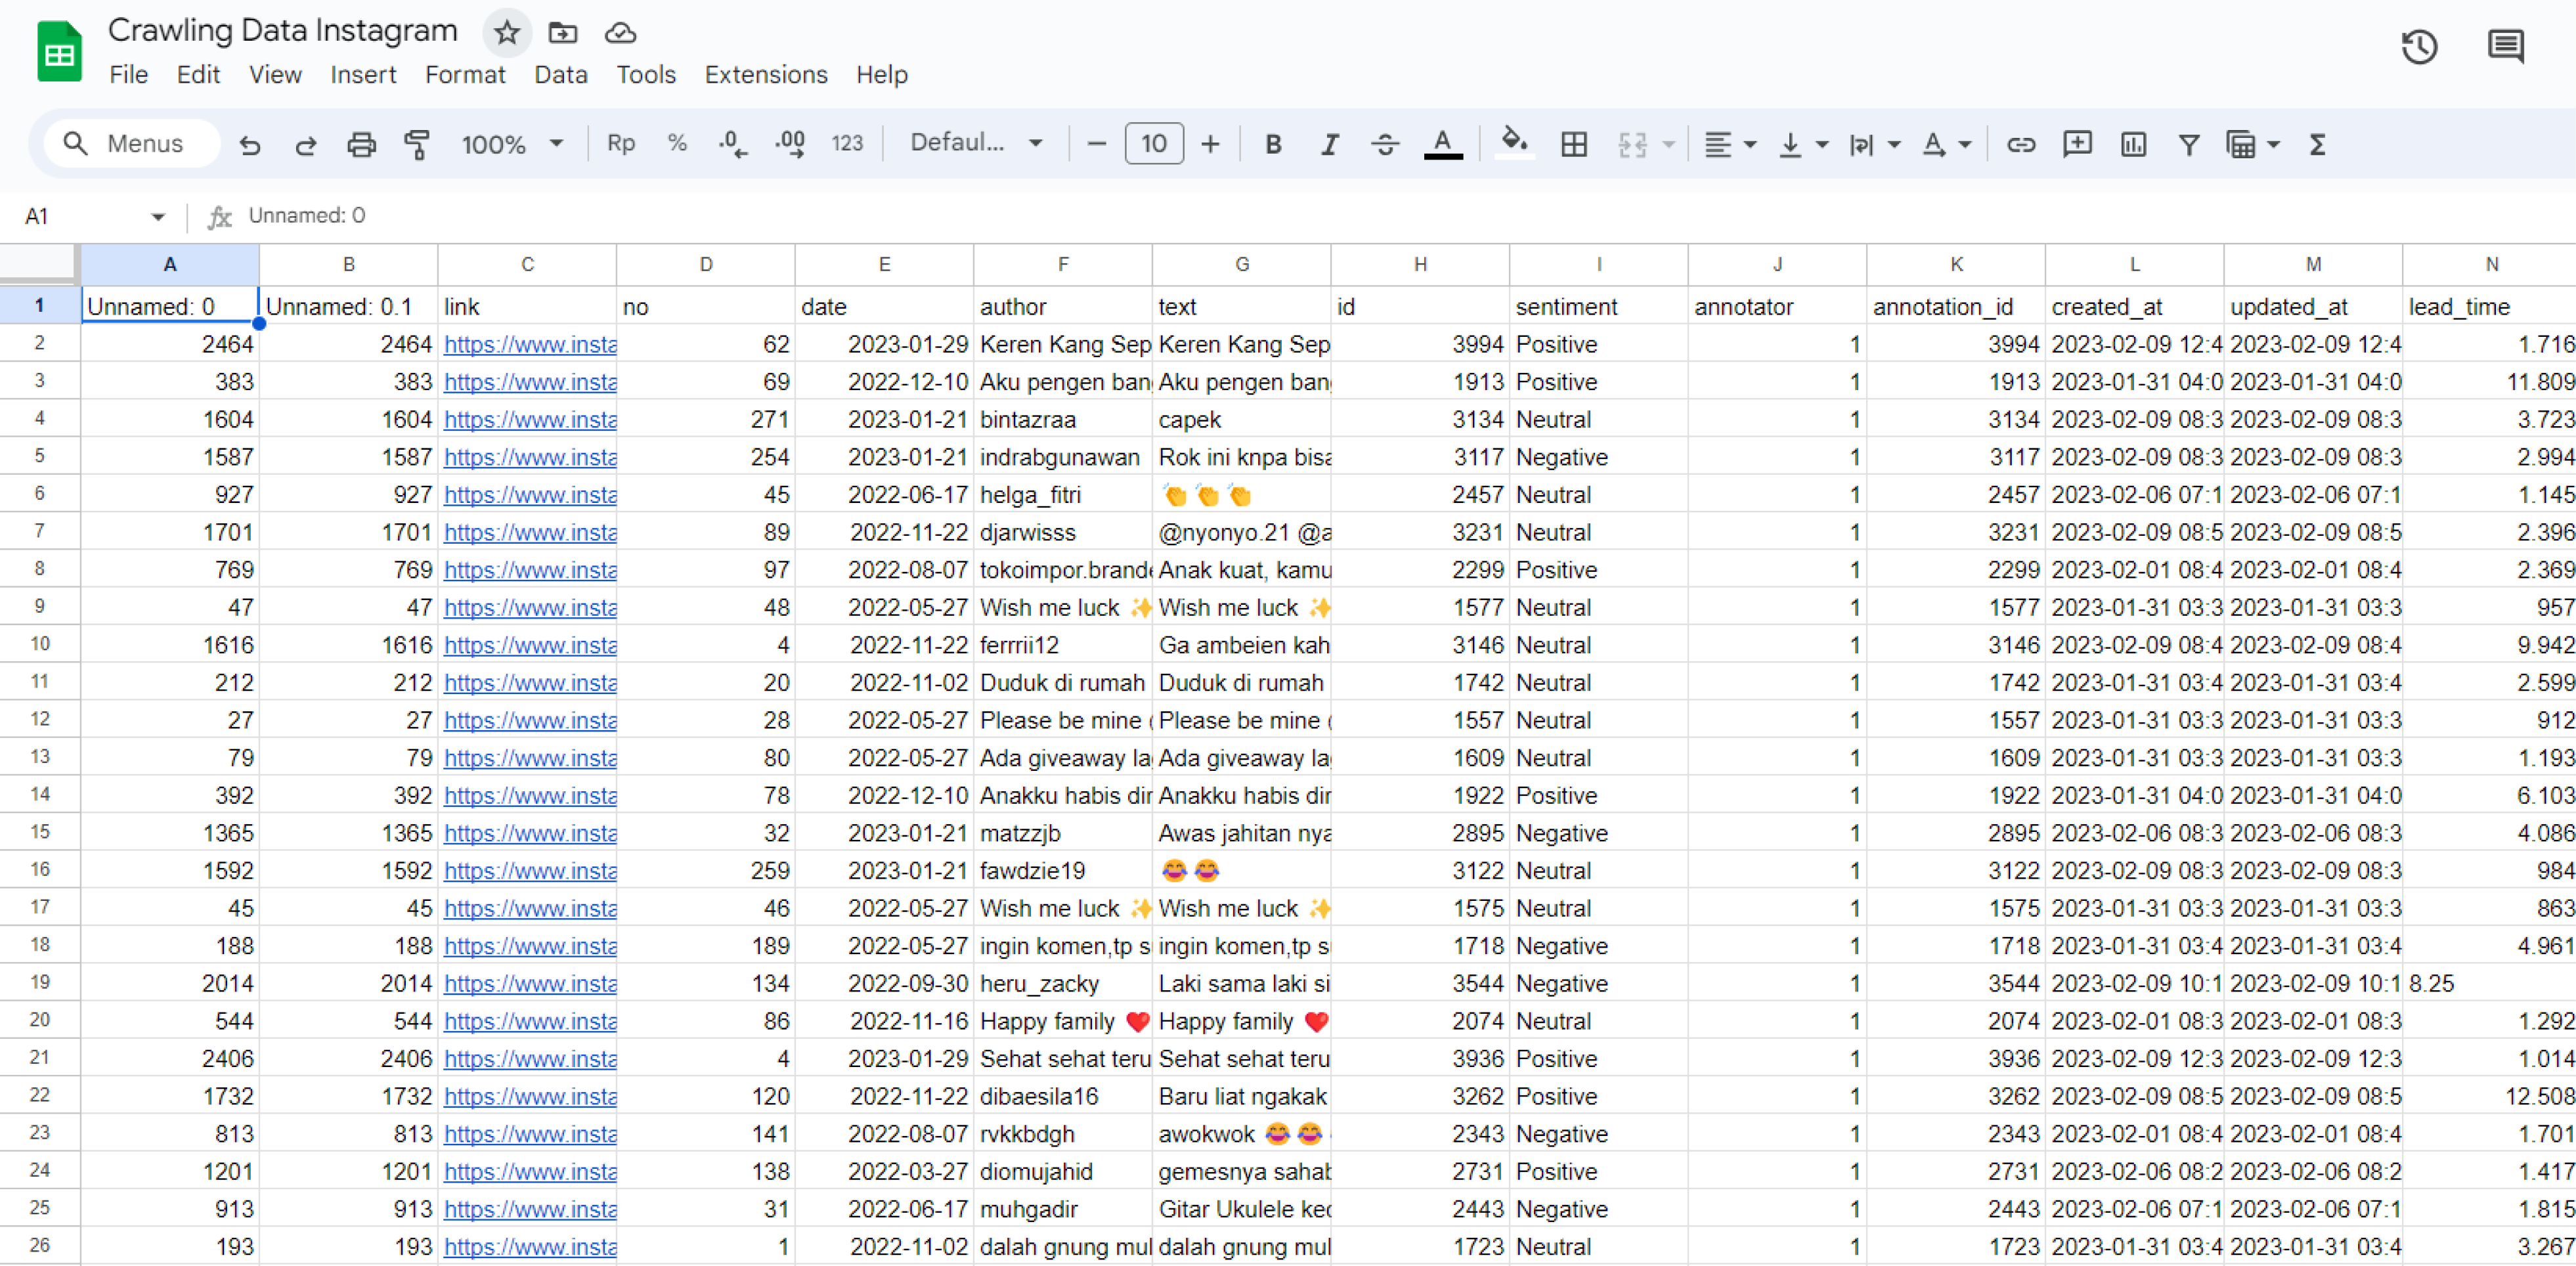 Crawling Data Instagram
File Edit View Insert Format Data Tools Extensions Help
Menus 100% Rp % .0 .00 123 Defaul... 10 B I A A
A1 fx Unnamed: 0
A B C D E F G H I J K L M N
1 Unnamed: 0 Unnamed: 0.1 link no date author text id sentiment annotator annotation_id created_at updated_at lead_time
2 2464 2464 https://www.insta 62 2023-01-29 Keren Kang Sep Keren Kang Sep 3994 Positive 1 3994 2023-02-09 12:4 2023-02-09 12:4 1.716
3 383 383 https://www.insta 69 2022-12-10 Aku pengen ban Aku pengen ban 1913 Positive 1 1913 2023-01-31 04:0 2023-01-31 04:0 11.809
4 1604 1604 https://www.insta 271 2023-01-21 bintazraa capek 3134 Neutral 1 3134 2023-02-09 08:3 2023-02-09 08:3 3.723
5 1587 1587 https://www.insta 254 2023-01-21 indrabgunawan Rok ini knpa bisa 3117 Negative 1 3117 2023-02-09 08:3 2023-02-09 08:3 2.994
6 927 927 https://www.insta 45 2022-06-17 helga_fitri 👏👏👏 2457 Neutral 1 2457 2023-02-06 07:1 2023-02-06 07:1 1.145
7 1701 1701 https://www.insta 89 2022-11-22 djarwisss @nyonyo.21 @a 3231 Neutral 1 3231 2023-02-09 08:5 2023-02-09 08:5 2.396
8 769 769 https://www.insta 97 2022-08-07 tokoimpor.brande Anak kuat, kamu 2299 Positive 1 2299 2023-02-01 08:4 2023-02-01 08:4 2.369
9 47 47 https://www.insta 48 2022-05-27 Wish me luck ✨ Wish me luck ✨ 1577 Neutral 1 1577 2023-01-31 03:3 2023-01-31 03:3 957
10 1616 1616 https://www.insta 4 2022-11-22 ferrrii12 Ga ambeien kah 3146 Neutral 1 3146 2023-02-09 08:4 2023-02-09 08:4 9.942
11 212 212 https://www.insta 20 2022-11-02 Duduk di rumah Duduk di rumah 1742 Neutral 1 1742 2023-01-31 03:4 2023-01-31 03:4 2.599
12 27 27 https://www.insta 28 2022-05-27 Please be mine Please be mine 1557 Neutral 1 1557 2023-01-31 03:3 2023-01-31 03:3 912
13 79 79 https://www.insta 80 2022-05-27 Ada giveaway la Ada giveaway la 1609 Neutral 1 1609 2023-01-31 03:3 2023-01-31 03:3 1.193
14 392 392 https://www.insta 78 2022-12-10 Anakku habis dir Anakku habis dir 1922 Positive 1 1922 2023-01-31 04:0 2023-01-31 04:0 6.103
15 1365 1365 https://www.insta 32 2023-01-21 matzzjb Awas jahitan nya 2895 Negative 1 2895 2023-02-06 08:3 2023-02-06 08:3 4.086
16 1592 1592 https://www.insta 259 2023-01-21 fawdzie19 😂😂 3122 Neutral 1 3122 2023-02-09 08:3 2023-02-09 08:3 984
17 45 45 https://www.insta 46 2022-05-27 Wish me luck ✨ Wish me luck ✨ 1575 Neutral 1 1575 2023-01-31 03:3 2023-01-31 03:3 863
18 188 188 https://www.insta 189 2022-05-27 ingin komen,tp s ingin komen,tp s 1718 Negative 1 1718 2023-01-31 03:4 2023-01-31 03:4 4.961
19 2014 2014 https://www.insta 134 2022-09-30 heru_zacky Laki sama laki si 3544 Negative 1 3544 2023-02-09 10:1 2023-02-09 10:1 8.25
20 544 544 https://www.insta 86 2022-11-16 Happy family ❤️ Happy family ❤️ 2074 Neutral 1 2074 2023-02-01 08:3 2023-02-01 08:3 1.292
21 2406 2406 https://www.insta 4 2023-01-29 Sehat sehat teru Sehat sehat teru 3936 Positive 1 3936 2023-02-09 12:3 2023-02-09 12:3 1.014
22 1732 1732 https://www.insta 120 2022-11-22 dibaesila16 Baru liat ngakak 3262 Positive 1 3262 2023-02-09 08:5 2023-02-09 08:5 12.508
23 813 813 https://www.insta 141 2022-08-07 rvkkbdgh awokwok 😂😂 2343 Negative 1 2343 2023-02-01 08:4 2023-02-01 08:4 1.701
24 1201 1201 https://www.insta 138 2022-03-27 diomujahid gemesnya sahab 2731 Positive 1 2731 2023-02-06 08:2 2023-02-06 08:2 1.417
25 913 913 https://www.insta 31 2022-06-17 muhgadir Gitar Ukulele kec 2443 Negative 1 2443 2023-02-06 07:1 2023-02-06 07:1 1.815
26 193 193 https://www.insta 1 2022-11-02 dalah gnung mul dalah gnung mul 1723 Neutral 1 1723 2023-01-31 03:4 2023-01-31 03:4 3.267